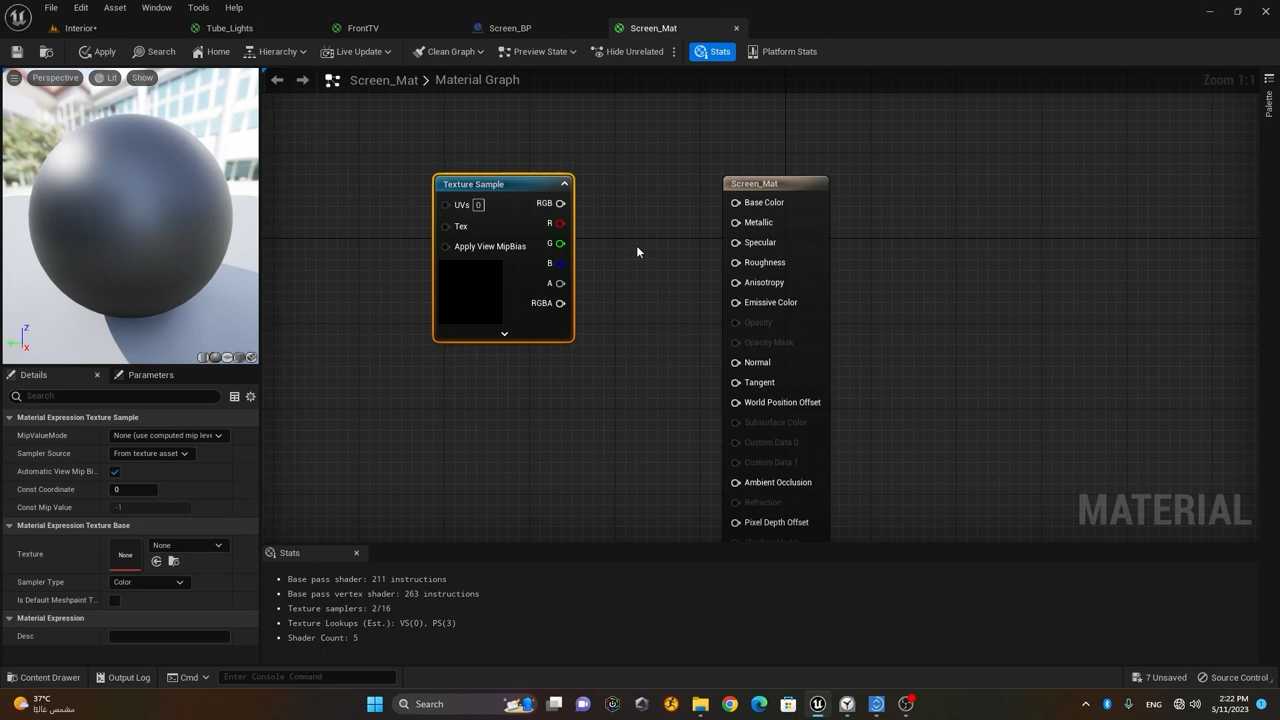 File Edit Asset Window Tools Help
Interior* Tube_Lights FrontTV Screen_BP Screen_Mat
Apply Search Home Hierarchy Live Update Clean Graph Preview State Hide Unrelated Stats Platform Stats
Perspective Lit Show
Screen_Mat Material Graph Zoom 1:1
Palette
Texture Sample
UVs 0 RGB
Tex R
G
Apply View MipBias
B
A
RGBA
Screen_Mat
Base Color
Metallic
Specular
Roughness
Anisotropy
Emissive Color
Opacity
Opacity Mask
Normal
Tangent
World Position Offset
Subsurface Color
Custom Data 0
Custom Data 1
Ambient Occlusion
Refraction
Pixel Depth Offset
MATERIAL
Z
X
Details Parameters
Search
Material Expression Texture Sample
MipValueMode None (use computed mip leve
Sampler Source From texture asset
Automatic View Mip Bi...
Const Coordinate 0
Const Mip Value -1
Material Expression Texture Base
Texture None None
Sampler Type Color
Is Default Meshpaint T...
Material Expression
Desc
Stats
Base pass shader: 211 instructions
Base pass vertex shader: 263 instructions
Texture samplers: 2/16
Texture Lookups (Est.): VS(0), PS(3)
Shader Count: 5
Content Drawer Output Log Cmd Enter Console Command 7 Unsaved Source Control
37°C
مشمس غالبًا
Search
ENG
2:22 PM
5/11/2023